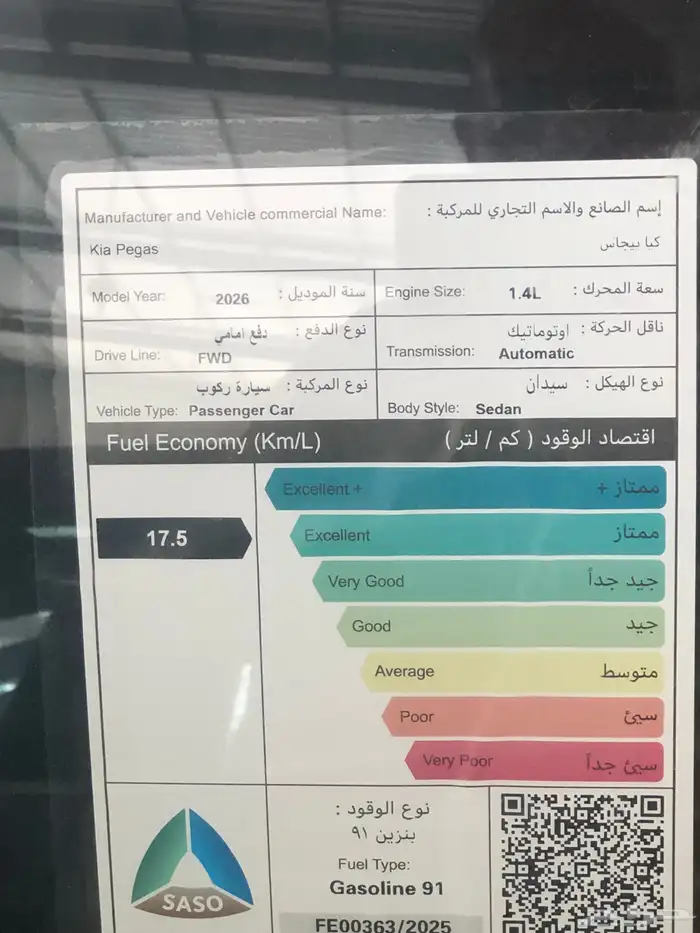 Manufacturer and Vehicle commercial Name: إسم الصانع والاسم التجاري للمركبة :
Kia Pegas كيا بيجاس
Model Year: 2026 سنة الموديل :
Engine Size: 1.4L سعة المحرك :
نوع الدفع : دفع امامي
Drive Line: FWD
ناقل الحركة : اوتوماتيك
Transmission: Automatic
نوع المركبة : سيارة ركوب
Vehicle Type: Passenger Car
نوع الهيكل : سيدان
Body Style: Sedan
Fuel Economy (Km/L) اقتصاد الوقود ( كم / لتر )
Excellent + ممتاز +
17.5
Excellent ممتاز
Very Good جيد جداً
Good جيد
Average متوسط
Poor سيئ
Very Poor سيئ جداً
SASO
نوع الوقود :
بنزين ٩١
Fuel Type:
Gasoline 91
FE00363/2025